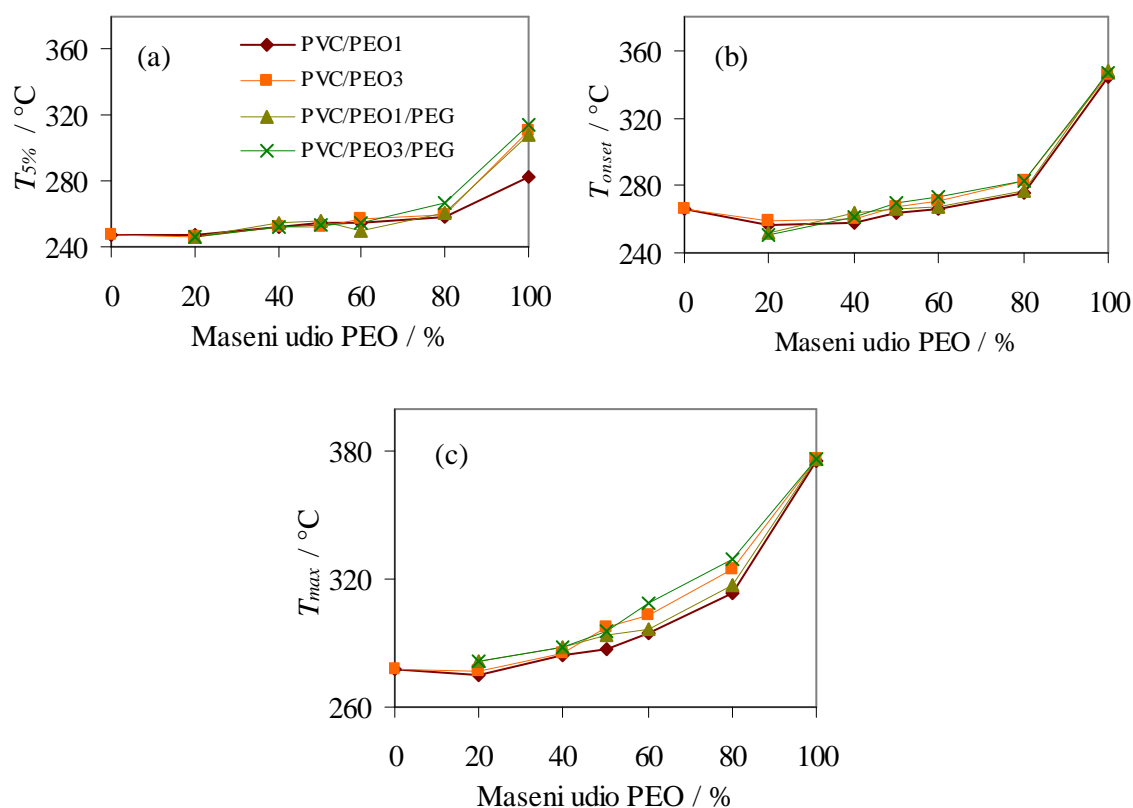 (a)
PVC/PEO1
PVC/PEO3
PVC/PEO1/PEG
PVC/PEO3/PEG
T5% / °C
360
320
280
240
0 20 40 60 80 100
Maseni udio PEO / %
(b)
Tonset / °C
360
320
280
240
0 20 40 60 80 100
Maseni udio PEO / %
(c)
Tmax / °C
380
320
260
0 20 40 60 80 100
Maseni udio PEO / %